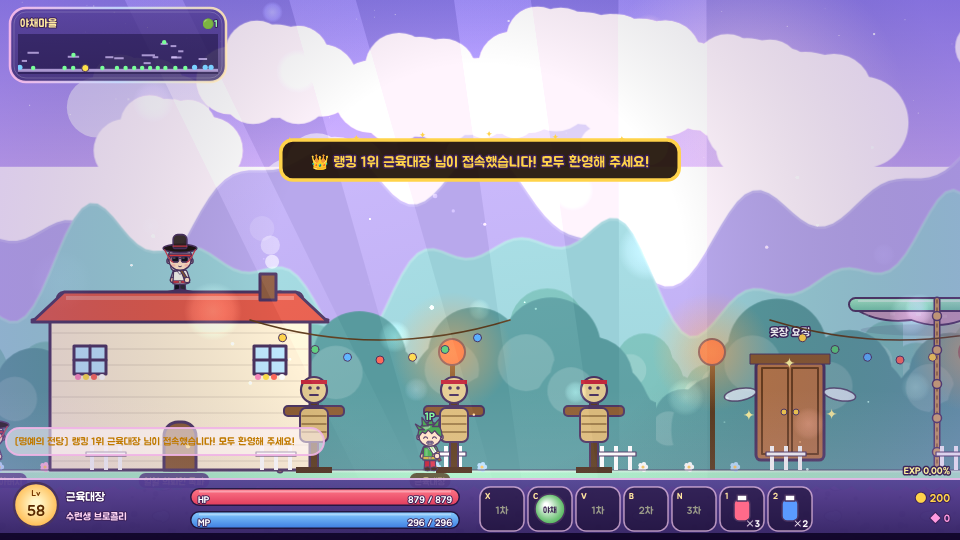 야채마을
1
랭킹 1위 근육대장 님이 접속했습니다! 모두 환영해 주세요!
옷장 요정
1P
[명예의 전당] 랭킹 1위 근육대장 님이 접속했습니다! 모두 환영해 주세요!
EXP 0.00%
Lv
58
근육대장
수련생 브로콜리
HP
879 / 879
MP
296 / 296
X
1차
C
야채
V
1차
B
2차
N
3차
1
×3
2
×2
200
0